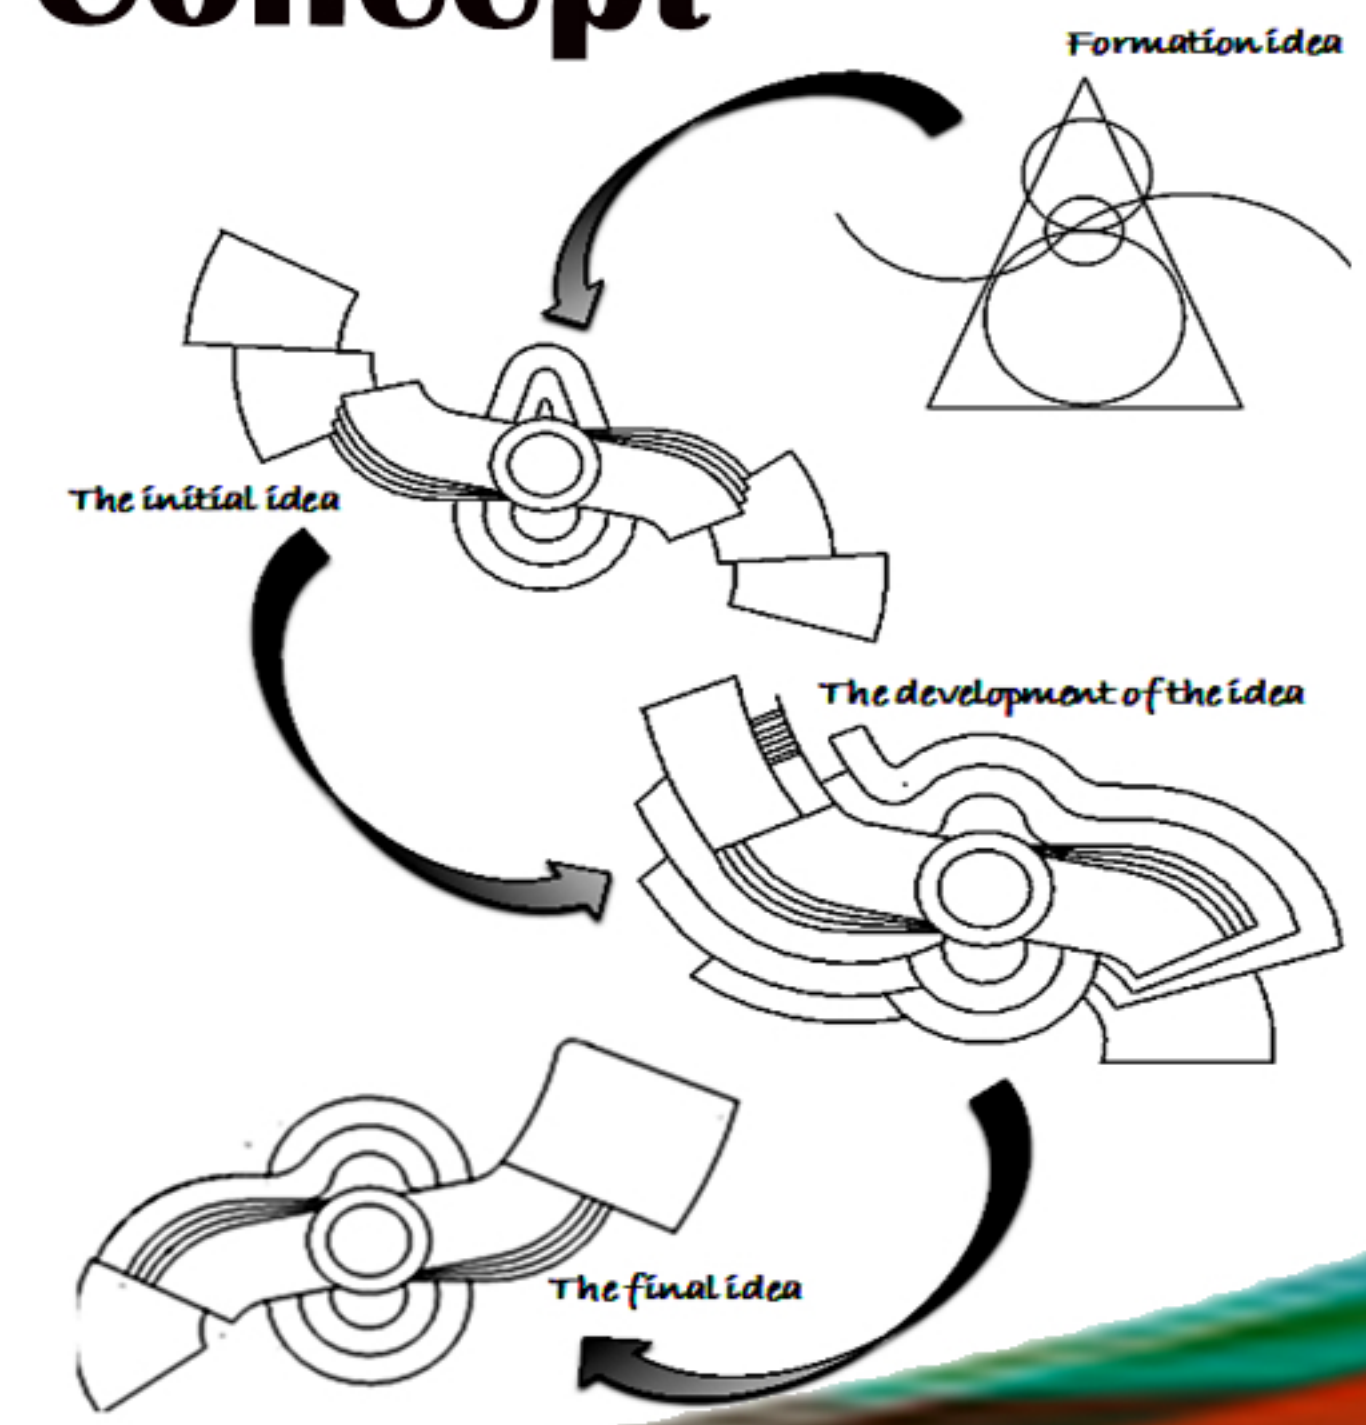 Concept
Formation idea
The initial idea
The development of the idea
The final idea